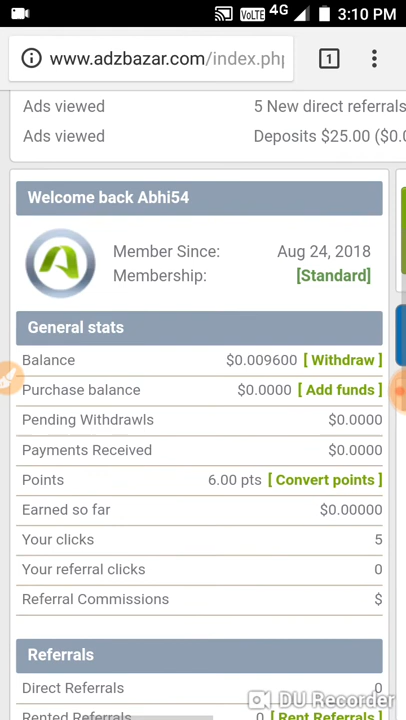 VoLTE 4G 3:10 PM
www.adzbazar.com/index.php
1
Ads viewed 5 New direct referrals
Ads viewed Deposits $25.00 ($0.
Welcome back Abhi54
Member Since: Aug 24, 2018
Membership: [Standard]
General stats
Balance $0.009600 [ Withdraw ]
Purchase balance $0.0000 [ Add funds ]
Pending Withdrawls $0.0000
Payments Received $0.0000
Points 6.00 pts [ Convert points ]
Earned so far $0.00000
Your clicks 5
Your referral clicks 0
Referral Commissions $
Referrals
Direct Referrals 0
Rented Referrals 0 [ Rent Referrals ]
DU Recorder